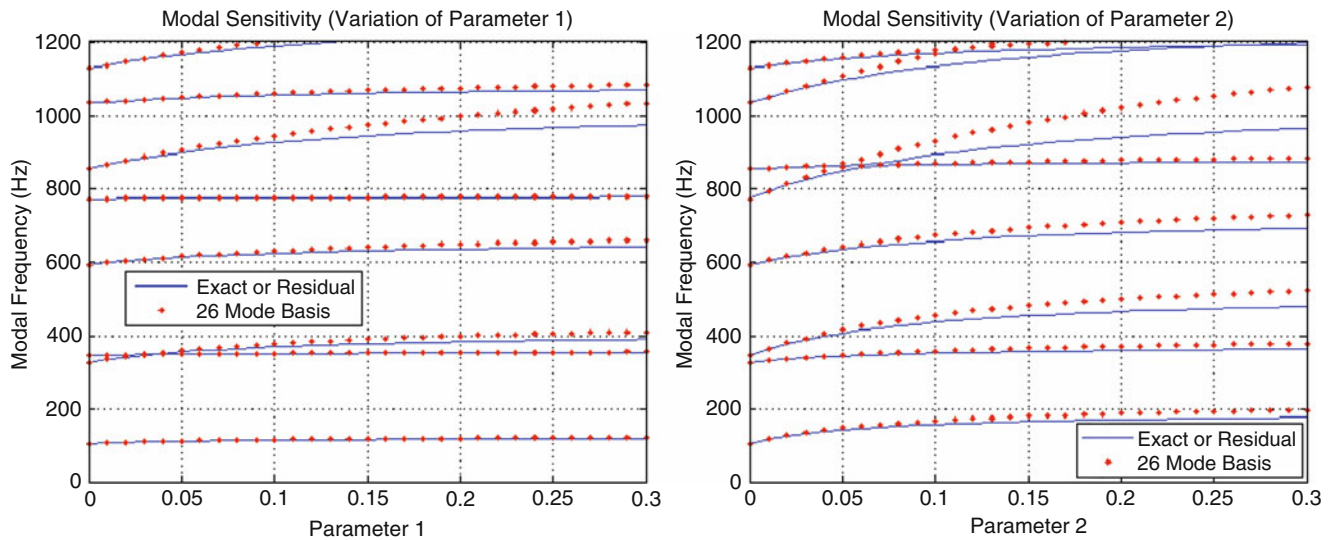 Modal Sensitivity (Variation of Parameter 1)
1200
1000
800
600
400
200
0
Modal Frequency (Hz)
Exact or Residual
26 Mode Basis
0 0.05 0.1 0.15 0.2 0.25 0.3
Parameter 1
Modal Sensitivity (Variation of Parameter 2)
1200
1000
800
600
400
200
0
Modal Frequency (Hz)
Exact or Residual
26 Mode Basis
0 0.05 0.1 0.15 0.2 0.25 0.3
Parameter 2